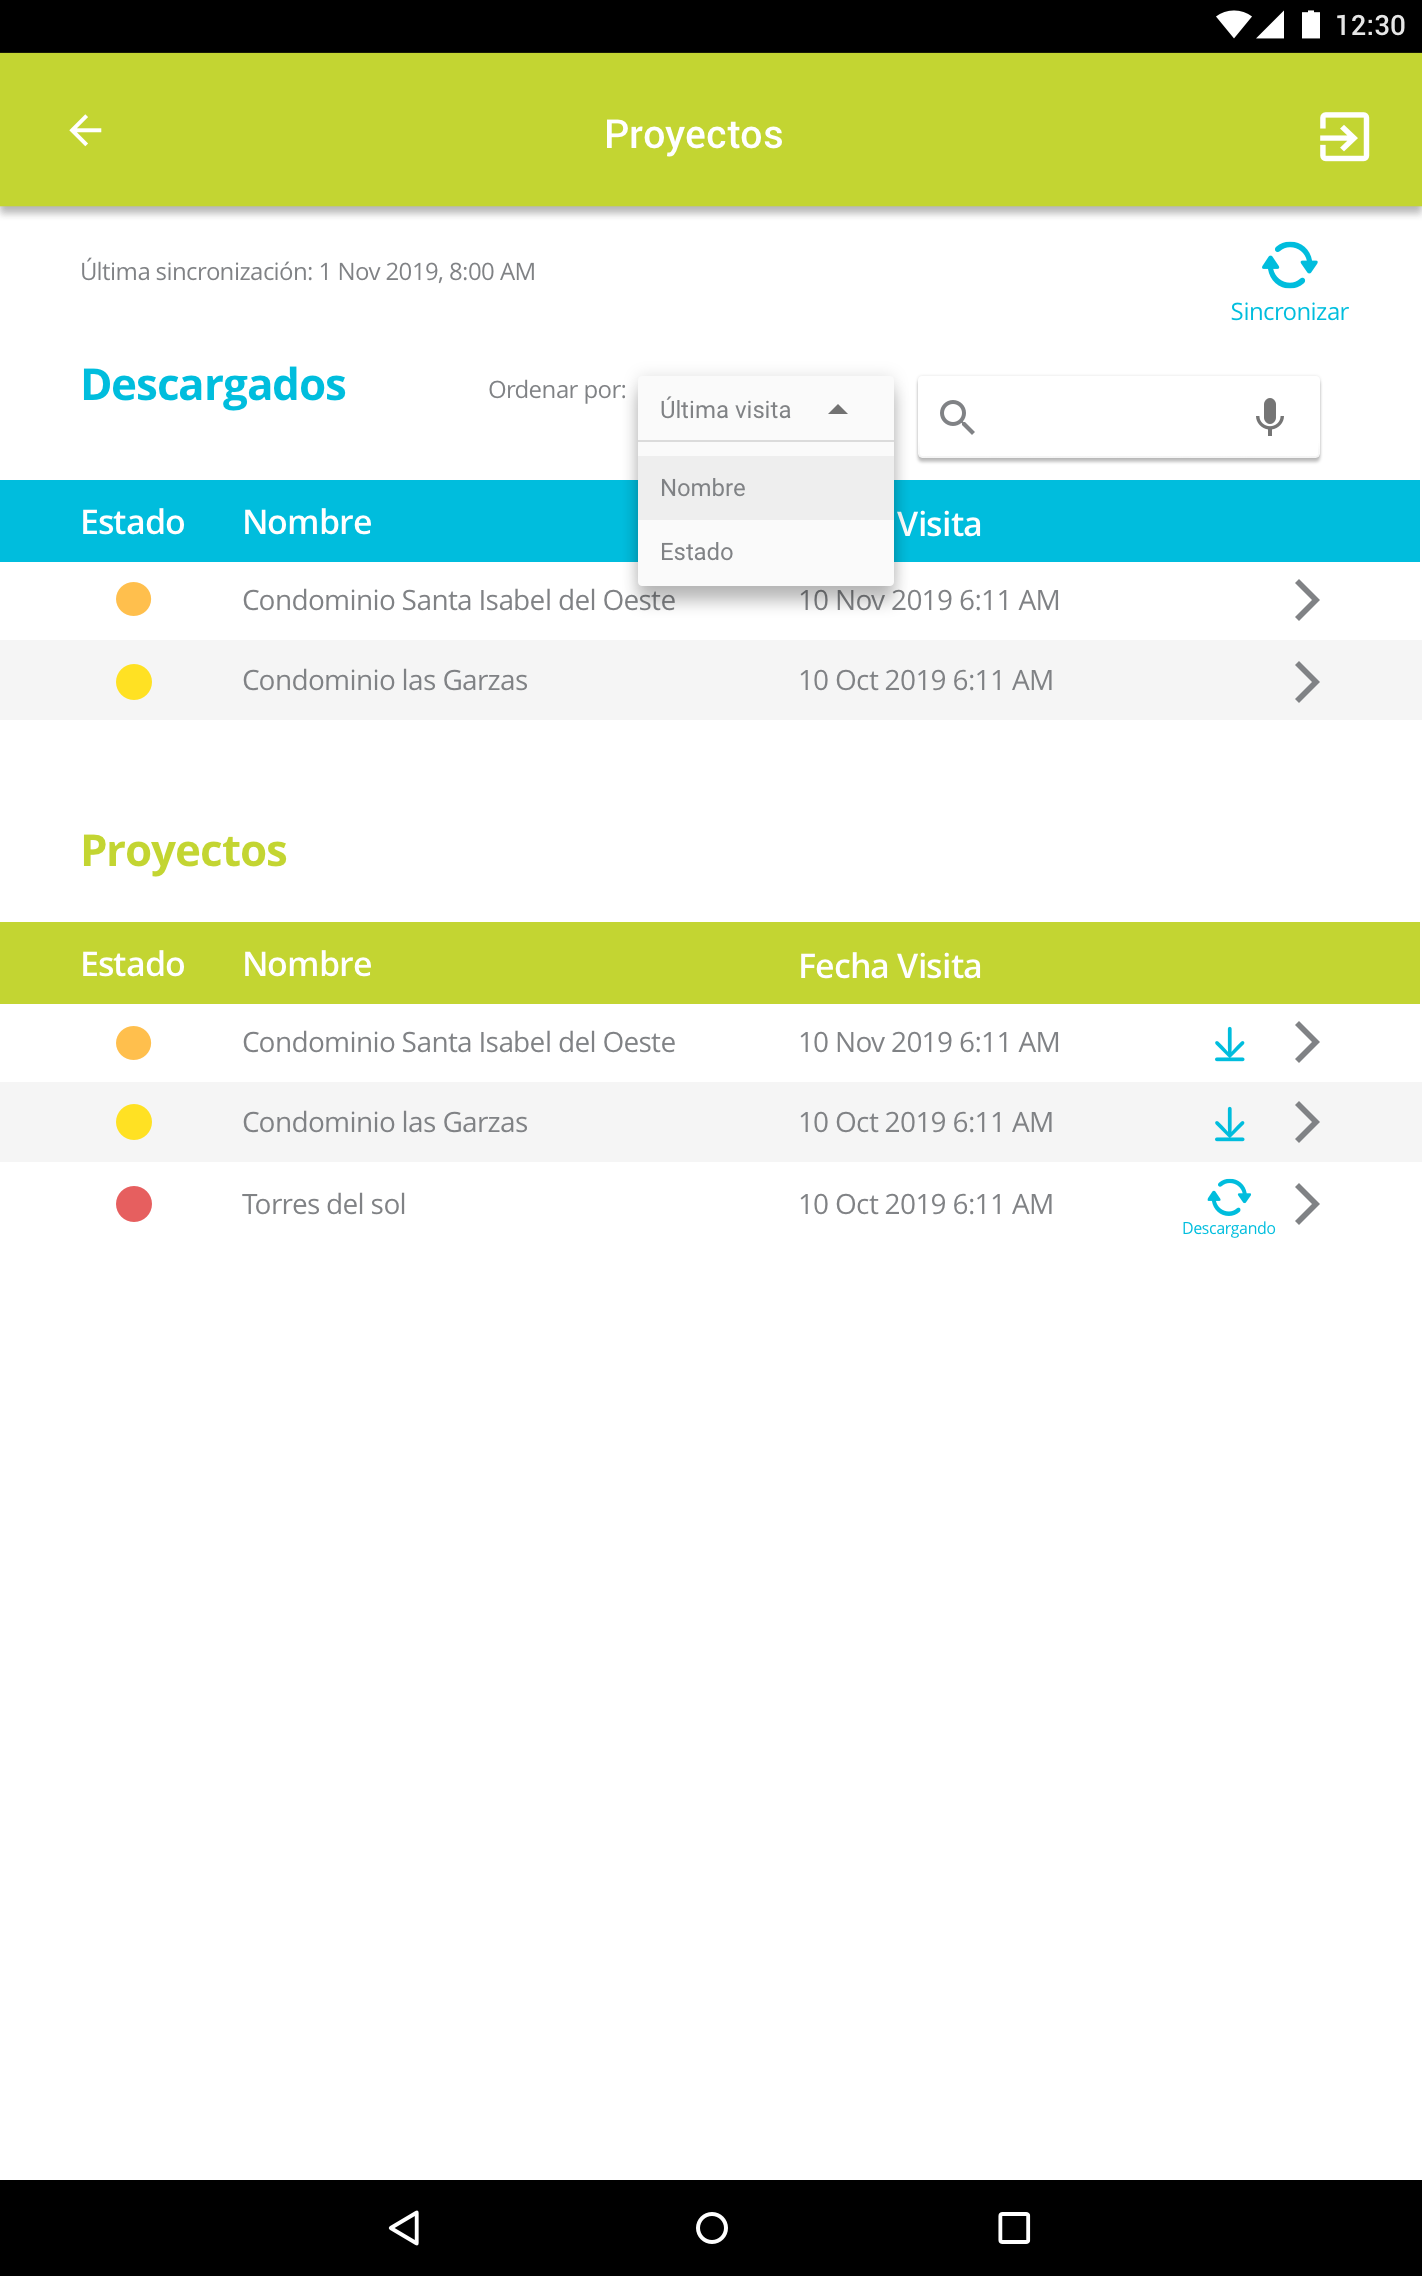 12:30
Proyectos
Última sincronización: 1 Nov 2019, 8:00 AM
Sincronizar
Descargados
Ordenar por:
Última visita
Nombre
Estado
Estado Nombre Visita
Condominio Santa Isabel del Oeste 10 Nov 2019 6:11 AM
Condominio las Garzas 10 Oct 2019 6:11 AM
Proyectos
Estado Nombre Fecha Visita
Condominio Santa Isabel del Oeste 10 Nov 2019 6:11 AM
Condominio las Garzas 10 Oct 2019 6:11 AM
Torres del sol 10 Oct 2019 6:11 AM
Descargando